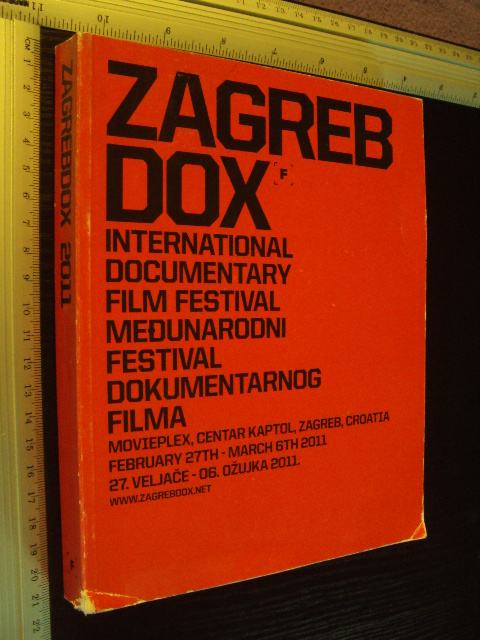 ZAGREB
DOX
F
INTERNATIONAL
DOCUMENTARY
FILM FESTIVAL
MEĐUNARODNI
FESTIVAL
DOKUMENTARNOG
FILMA
MOVIEPLEX, CENTAR KAPTOL, ZAGREB, CROATIA
FEBRUARY 27TH - MARCH 6TH 2011
27. VELJAČE - 06. OŽUJKA 2011.
WWW.ZAGREBDOX.NET
ZAGREBDOX 2011
F